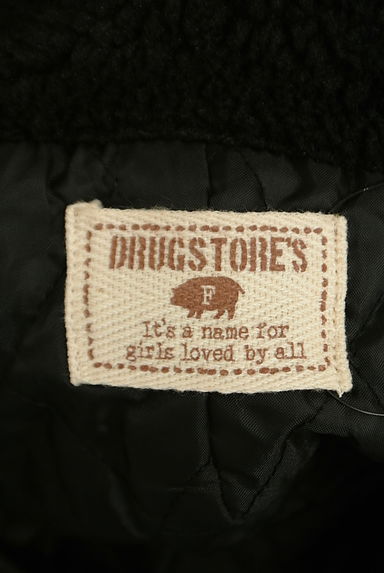 DRUGSTORE'S
F
It's a name for
girls loved by all